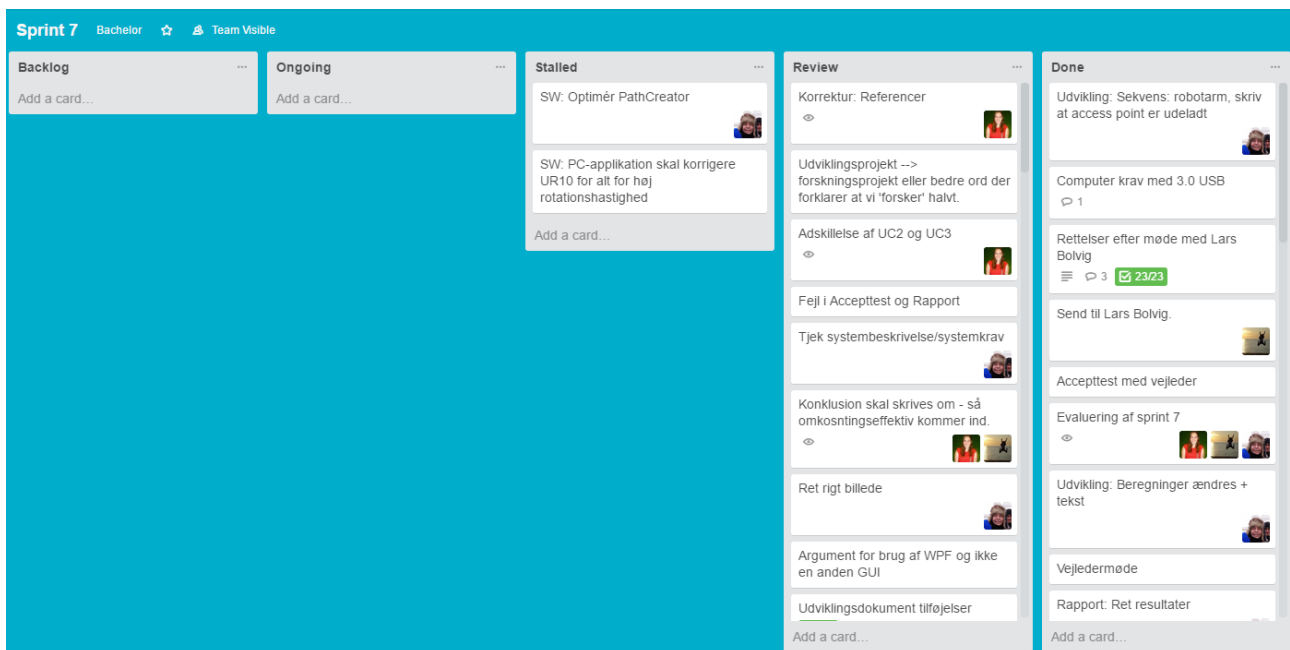 Sprint 7 Bachelor Team Visible
Backlog
Add a card...
Ongoing
Add a card...
Stalled
SW: Optimér PathCreator
SW: PC-applikation skal korrigere
UR10 for alt for høj
rotationshastighed
Add a card...
Review
Korrektur: Referencer
Udviklingsprojekt -->
forskningsprojekt eller bedre ord der
forklarer at vi 'forsker' halvt.
Adskillelse af UC2 og UC3
Fejl i Accepttest og Rapport
Tjek systembeskrivelse/systemkrav
Konklusion skal skrives om - så
omkosntingseffektiv kommer ind.
Ret rigt billede
Argument for brug af WPF og ikke
en anden GUI
Udviklingsdokument tilføjelser
Add a card...
Done
Udvikling: Sekvens: robotarm, skriv
at access point er udeladt
Computer krav med 3.0 USB
1
Rettelser efter møde med Lars
Bolvig
3 23/23
Send til Lars Bolvig.
Accepttest med vejleder
Evaluering af sprint 7
Udvikling: Beregninger ændres +
tekst
Vejledermøde
Rapport: Ret resultater
Add a card...